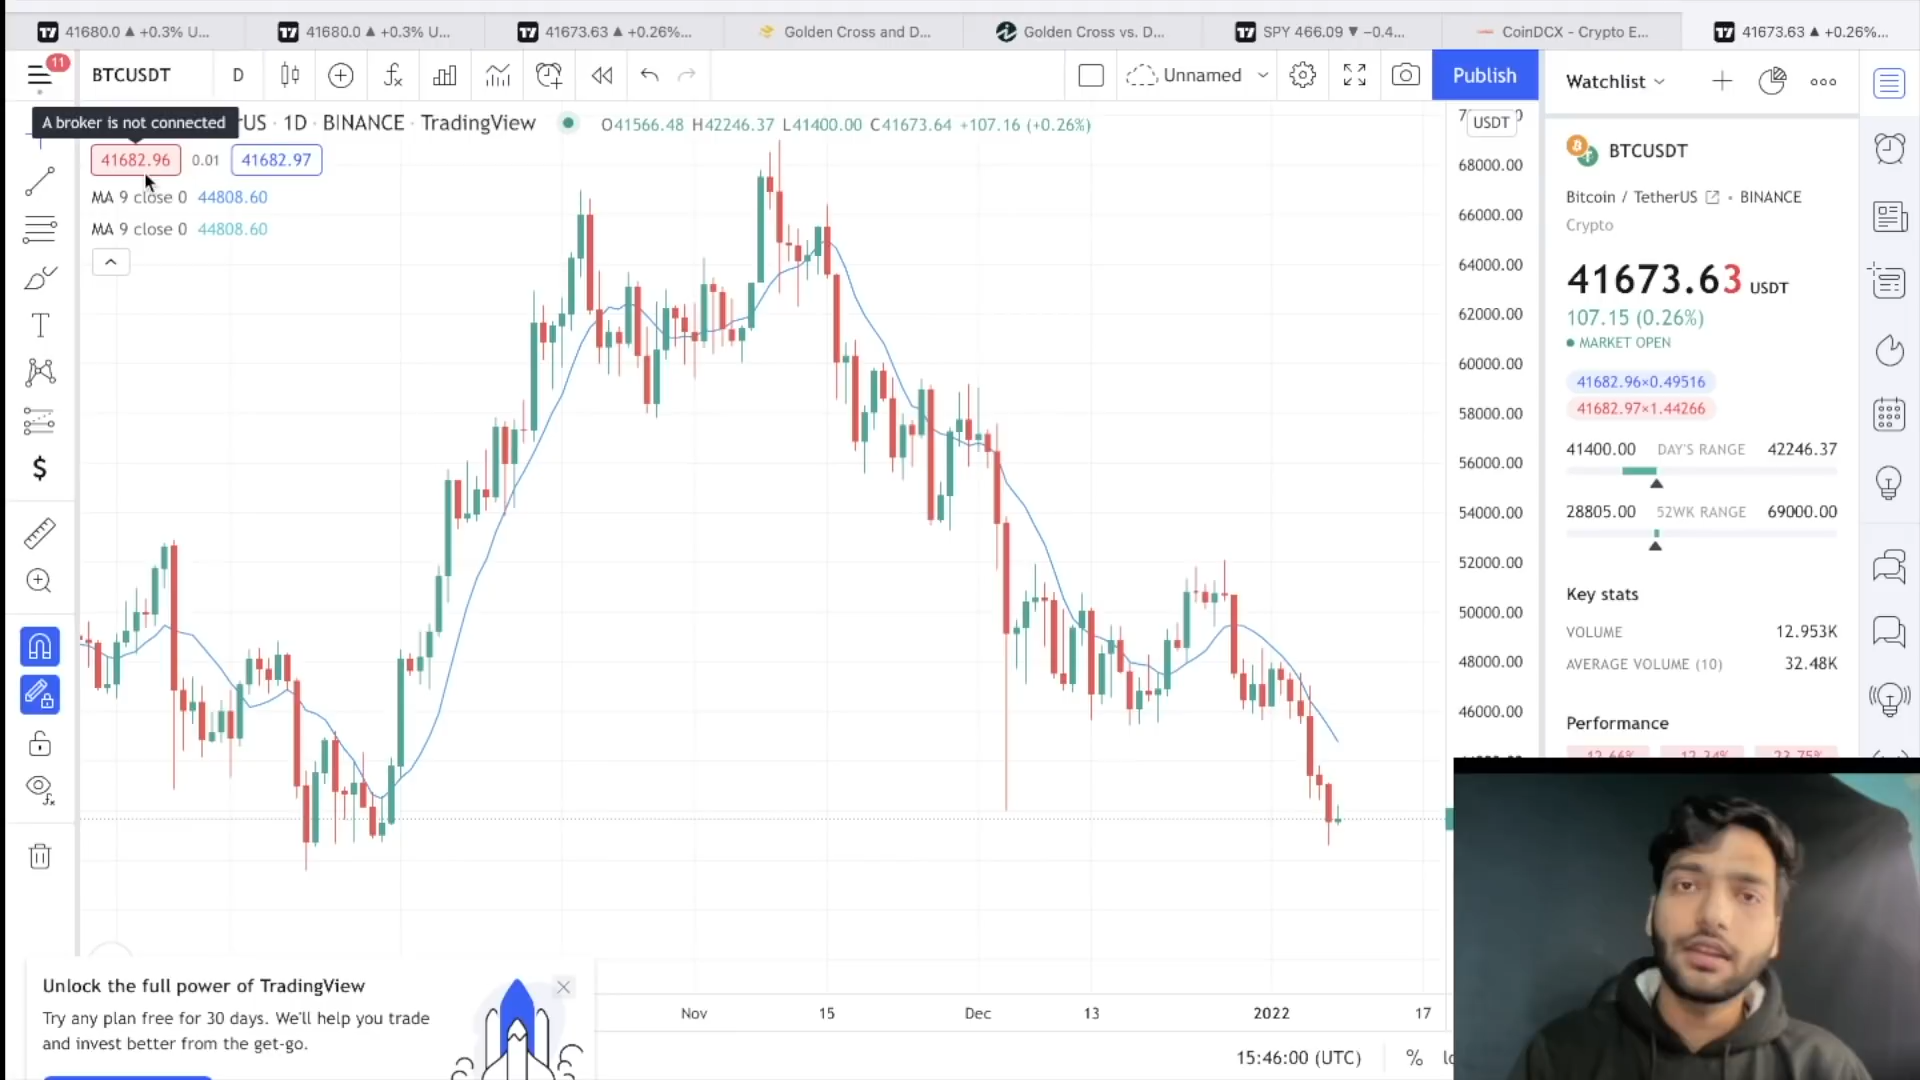 41680.0 ▲ +0.3% U...
41680.0 ▲ +0.3% U...
41673.63 ▲ +0.26%...
Golden Cross and D...
Golden Cross vs. D...
SPY 466.09 ▼ −0.4...
CoinDCX - Crypto E...
41673.63 ▲ +0.26%...
11
BTCUSDT
D
Unnamed
Publish
Watchlist
A broker is not connected
rUS · 1D · BINANCE · TradingView
O41566.48 H42246.37 L41400.00 C41673.64 +107.16 (+0.26%)
USDT
41682.96
0.01
41682.97
MA 9 close 0 44808.60
MA 9 close 0 44808.60
68000.00
66000.00
64000.00
62000.00
60000.00
58000.00
56000.00
54000.00
52000.00
50000.00
48000.00
46000.00
BTCUSDT
Bitcoin / TetherUS • BINANCE
Crypto
41673.63 USDT
107.15 (0.26%)
MARKET OPEN
41682.96×0.49516
41682.97×1.44266
41400.00 DAY'S RANGE 42246.37
28805.00 52WK RANGE 69000.00
Key stats
VOLUME 12.953K
AVERAGE VOLUME (10) 32.48K
Performance
-12.66% -12.34% -23.75%
Unlock the full power of TradingView
Try any plan free for 30 days. We'll help you trade
and invest better from the get-go.
Nov 15 Dec 13 2022 17
15:46:00 (UTC) %